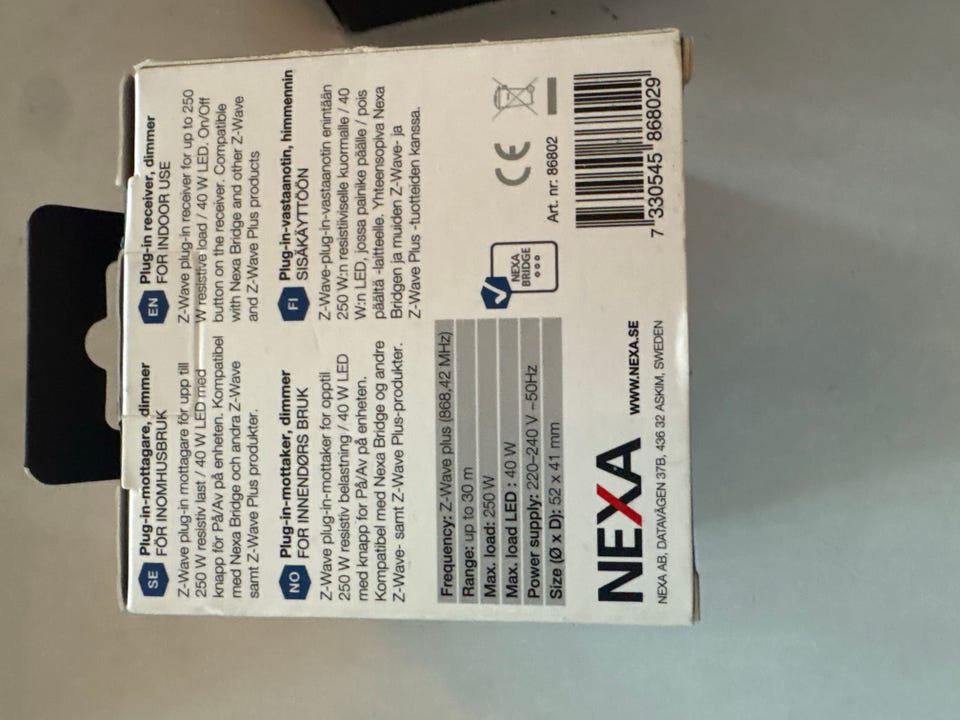 SE
Plug-in-mottagare, dimmer
FÖR INOMHUSBRUK
Z-Wave plug-in mottagare för upp till
250 W resistiv last / 40 W LED med
knapp för På/Av på enheten. Kompatibel
med Nexa Bridge och andra Z-Wave
samt Z-Wave Plus produkter.
EN
Plug-in receiver, dimmer
FOR INDOOR USE
Z-Wave plug-in receiver for up to 250
W resistive load / 40 W LED. On/Off
button on the receiver. Compatible
with Nexa Bridge and other Z-Wave
and Z-Wave Plus products
NO
Plug-in-mottaker, dimmer
FOR INNENDØRS BRUK
Z-Wave plug-in-mottaker for opptil
250 W resistiv belastning / 40 W LED
med knapp for På/Av på enheten.
Kompatibel med Nexa Bridge og andre
Z-Wave- samt Z-Wave Plus-produkter.
FI
Plug-in-vastaanotin, himmennin
SISÄKÄYTTÖÖN
Z-Wave-plug-in-vastaanotin enintään
250 W:n resistiiviselle kuormalle / 40
W:n LED, jossa painike päälle / pois
päältä -laitteelle. Yhteensopiva Nexa
Bridgen ja muiden Z-Wave- ja
Z-Wave Plus -tuotteiden kanssa.
Frequency: Z-Wave plus (868,42 MHz)
Range: up to 30 m
Max. load: 250 W
Max. load LED : 40 W
Power supply: 220–240 V ~50Hz
Size (Ø x D): 52 x 41 mm
NEXA
BRIDGE
CE
Art. nr: 86802
7 330545 868029
NEXA WWW.NEXA.SE
NEXA AB, DATAVÄGEN 37B, 436 32 ASKIM, SWEDEN